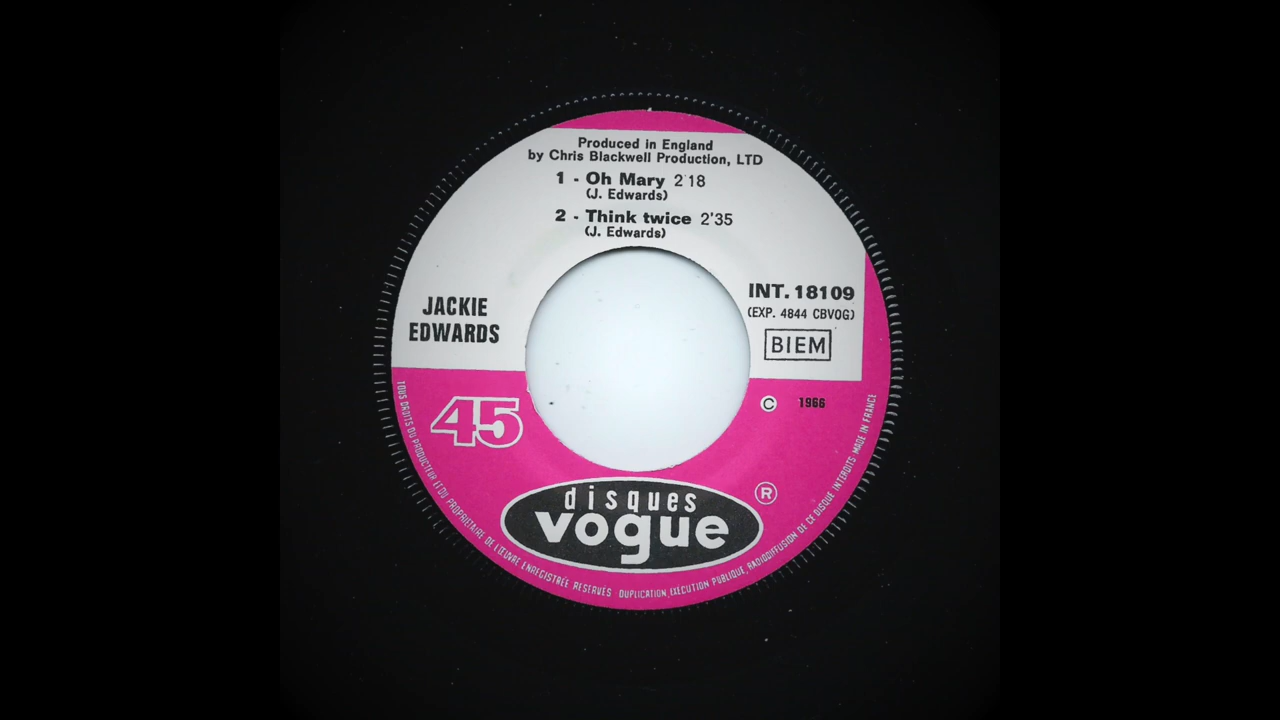 Produced in England
by Chris Blackwell Production, LTD
1 - Oh Mary 2'18
(J. Edwards)
2 - Think twice 2'35
(J. Edwards)
JACKIE
EDWARDS
INT. 18109
(EXP. 4844 CBVOG)
BIEM
45
© 1966
disques
vogue
®
TOUS DROITS DU PRODUCTEUR ET DU PROPRIÉTAIRE DE L'ŒUVRE ENREGISTRÉE RESERVÉS DUPLICATION, EXÉCUTION PUBLIQUE, RADIODIFFUSION DE CE DISQUE INTERDITS MADE IN FRANCE